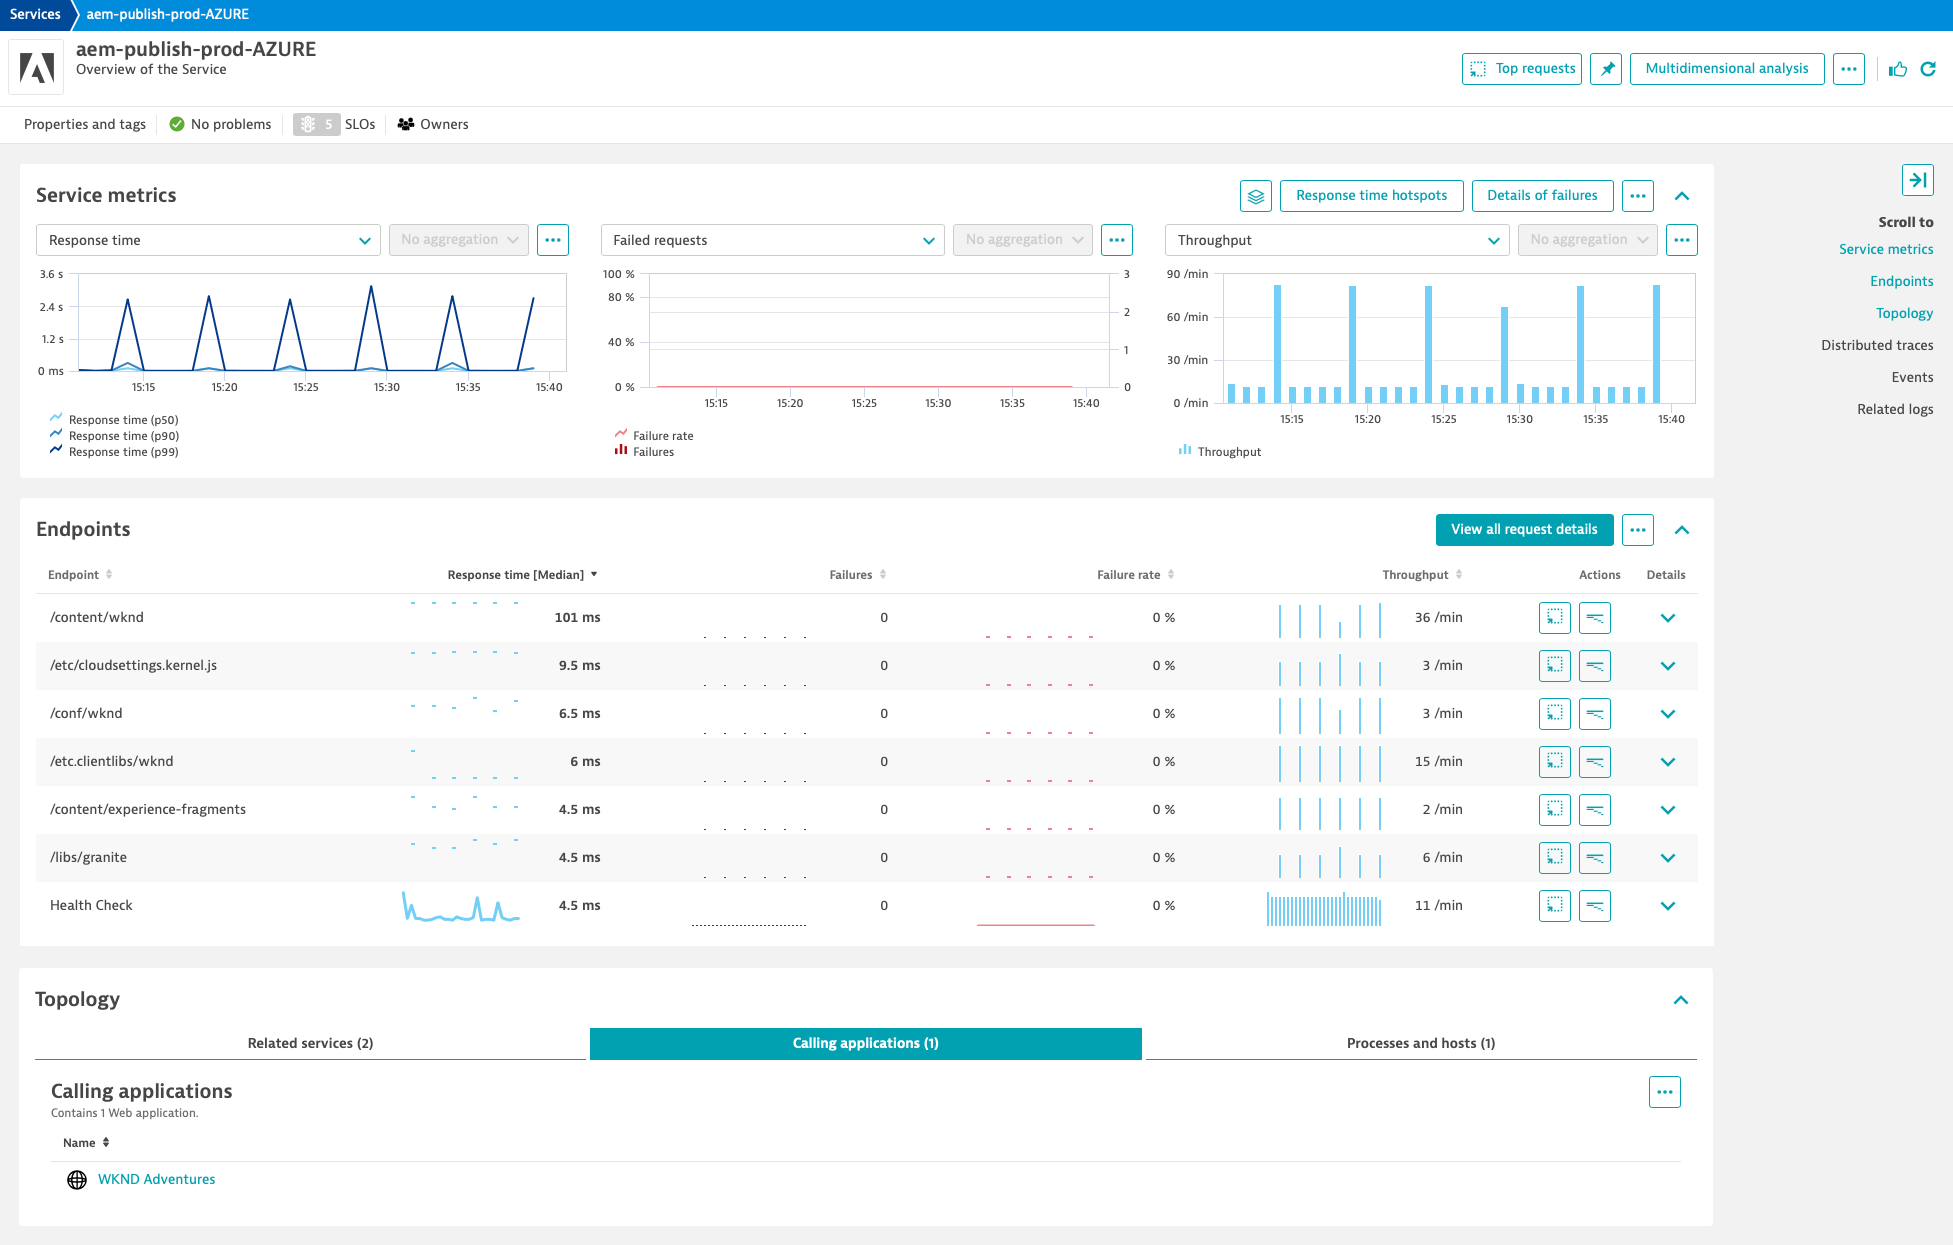 Services aem-publish-prod-AZURE
aem-publish-prod-AZURE
Overview of the Service
Top requests
Multidimensional analysis
Properties and tags
No problems
5 SLOs
Owners
Service metrics
Response time hotspots
Details of failures
Response time
No aggregation
3.6 s
2.4 s
1.2 s
0 ms
15:15 15:20 15:25 15:30 15:35 15:40
Response time (p50)
Response time (p90)
Response time (p99)
Failed requests
No aggregation
100 %
80 %
40 %
0 %
3
2
1
0
15:15 15:20 15:25 15:30 15:35 15:40
Failure rate
Failures
Throughput
No aggregation
90 /min
60 /min
30 /min
0 /min
15:15 15:20 15:25 15:30 15:35 15:40
Throughput
Scroll to
Service metrics
Endpoints
Topology
Distributed traces
Events
Related logs
Endpoints
View all request details
Endpoint Response time [Median] Failures Failure rate Throughput Actions Details
/content/wknd 101 ms 0 0 % 36 /min
/etc/cloudsettings.kernel.js 9.5 ms 0 0 % 3 /min
/conf/wknd 6.5 ms 0 0 % 3 /min
/etc.clientlibs/wknd 6 ms 0 0 % 15 /min
/content/experience-fragments 4.5 ms 0 0 % 2 /min
/libs/granite 4.5 ms 0 0 % 6 /min
Health Check 4.5 ms 0 0 % 11 /min
Topology
Related services (2) Calling applications (1) Processes and hosts (1)
Calling applications
Contains 1 Web application.
Name
WKND Adventures